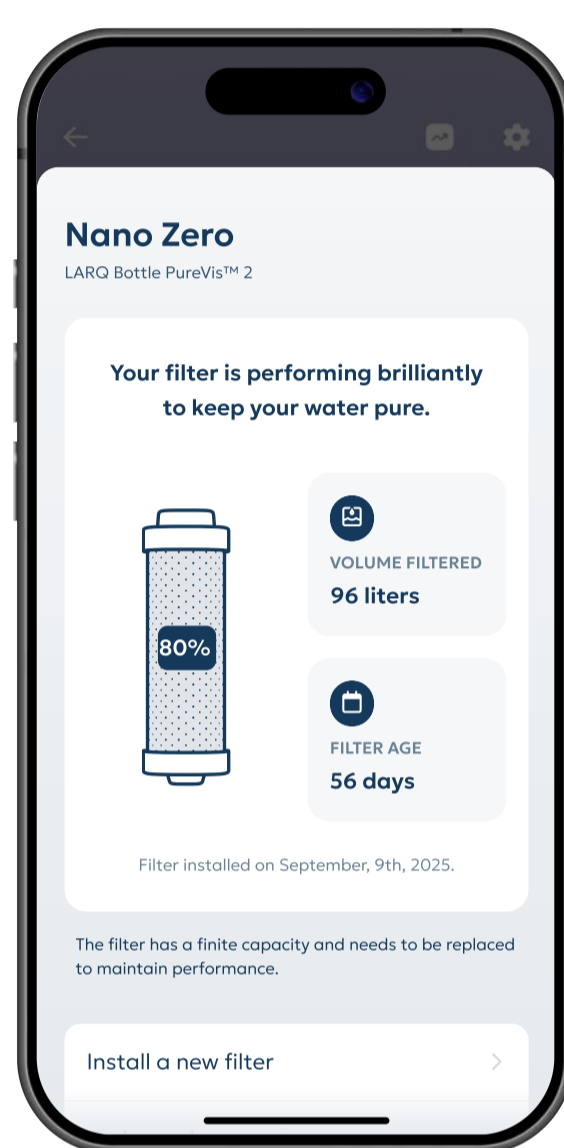 Nano Zero
LARQ Bottle PureVis™ 2
Your filter is performing brilliantly
to keep your water pure.
80%
VOLUME FILTERED
96 liters
FILTER AGE
56 days
Filter installed on September, 9th, 2025.
The filter has a finite capacity and needs to be replaced
to maintain performance.
Install a new filter